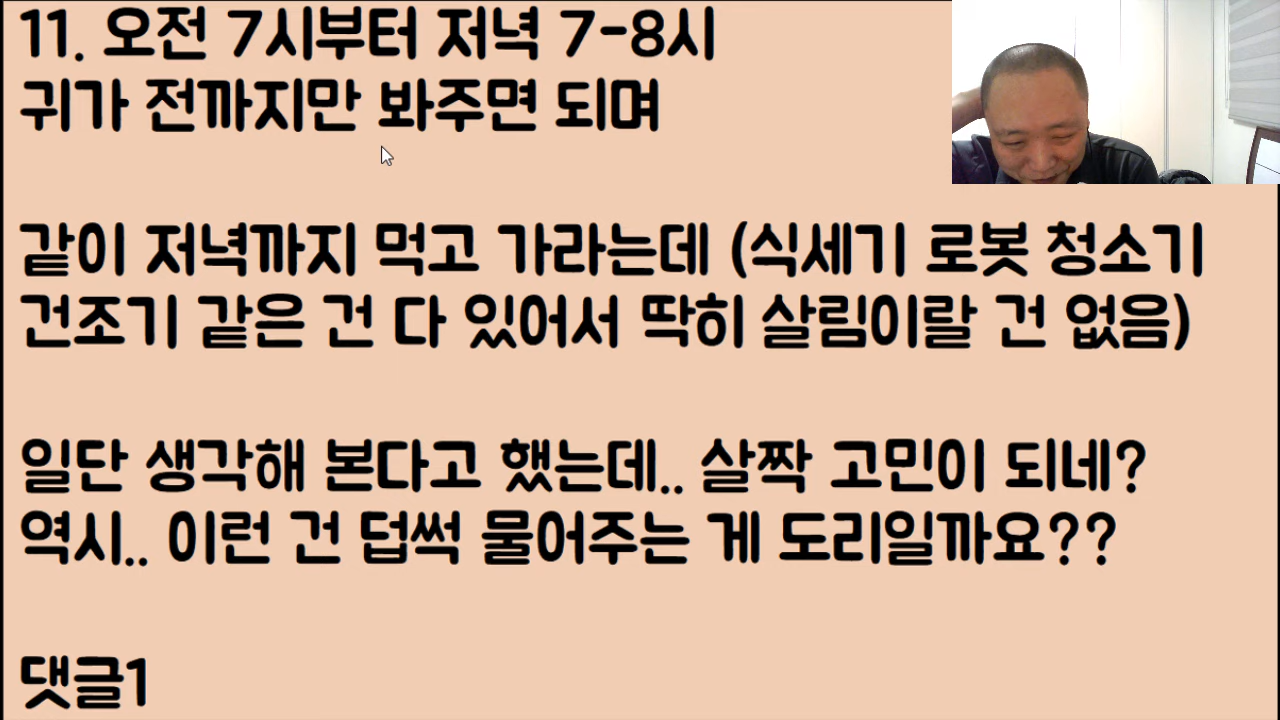 11. 오전 7시부터 저녁 7-8시
귀가 전까지만 봐주면 되며
같이 저녁까지 먹고 가라는데 (식세기 로봇 청소기
건조기 같은 건 다 있어서 딱히 살림이랄 건 없음)
일단 생각해 본다고 했는데.. 살짝 고민이 되네?
역시.. 이런 건 덥썩 물어주는 게 도리일까요??
댓글1